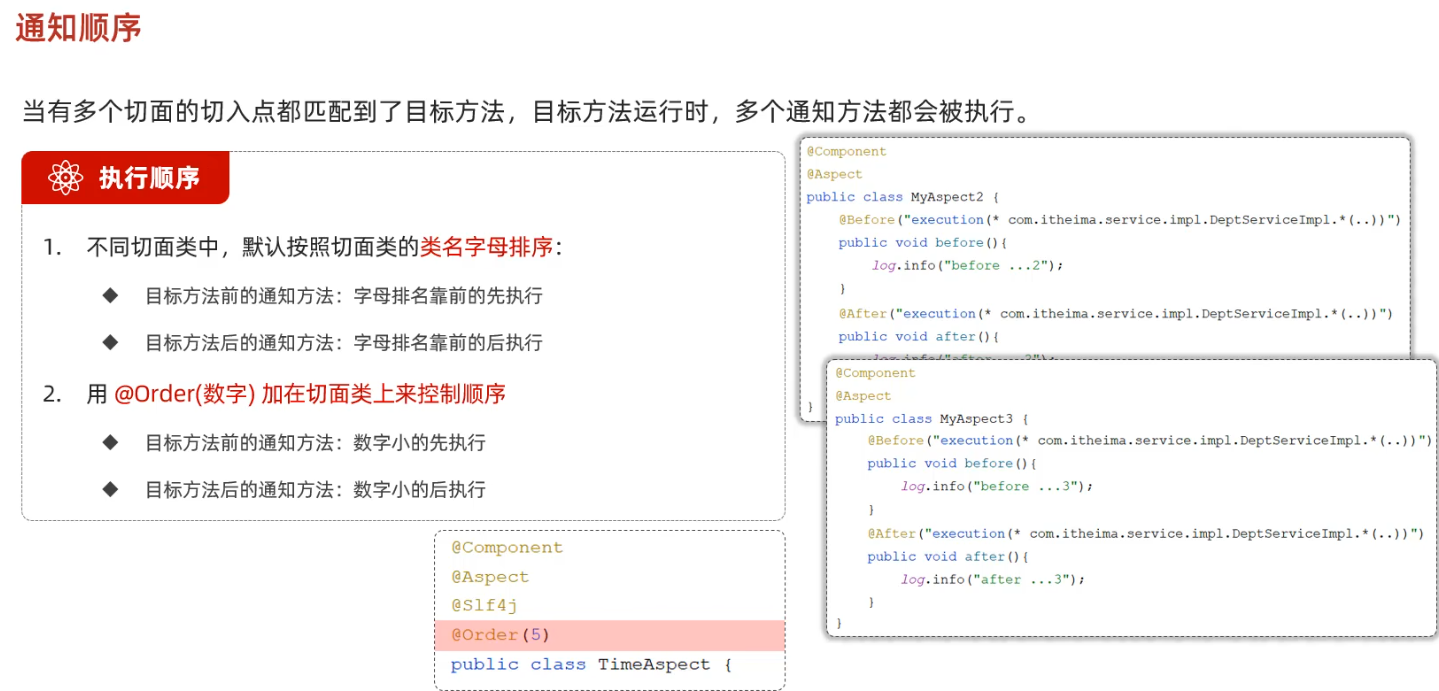 通知顺序
当有多个切面的切入点都匹配到了目标方法，目标方法运行时，多个通知方法都会被执行。
执行顺序
1. 不同切面类中，默认按照切面类的类名字母排序：
◆ 目标方法前的通知方法：字母排名靠前的先执行
◆ 目标方法后的通知方法：字母排名靠前的后执行
2. 用 @Order(数字) 加在切面类上来控制顺序
◆ 目标方法前的通知方法：数字小的先执行
◆ 目标方法后的通知方法：数字小的后执行
@Component
@Aspect
@Slf4j
@Order(5)
public class TimeAspect {
@Component
@Aspect
public class MyAspect2 {
@Before("execution(* com.itheima.service.impl.DeptServiceImpl.*(..))")
public void before(){
log.info("before ...2");
}
@After("execution(* com.itheima.service.impl.DeptServiceImpl.*(..))")
public void after(){
log.info("after ...2");
}
@Component
@Aspect
public class MyAspect3 {
@Before("execution(* com.itheima.service.impl.DeptServiceImpl.*(..))")
public void before(){
log.info("before ...3");
}
@After("execution(* com.itheima.service.impl.DeptServiceImpl.*(..))")
public void after(){
log.info("after ...3");
}
}